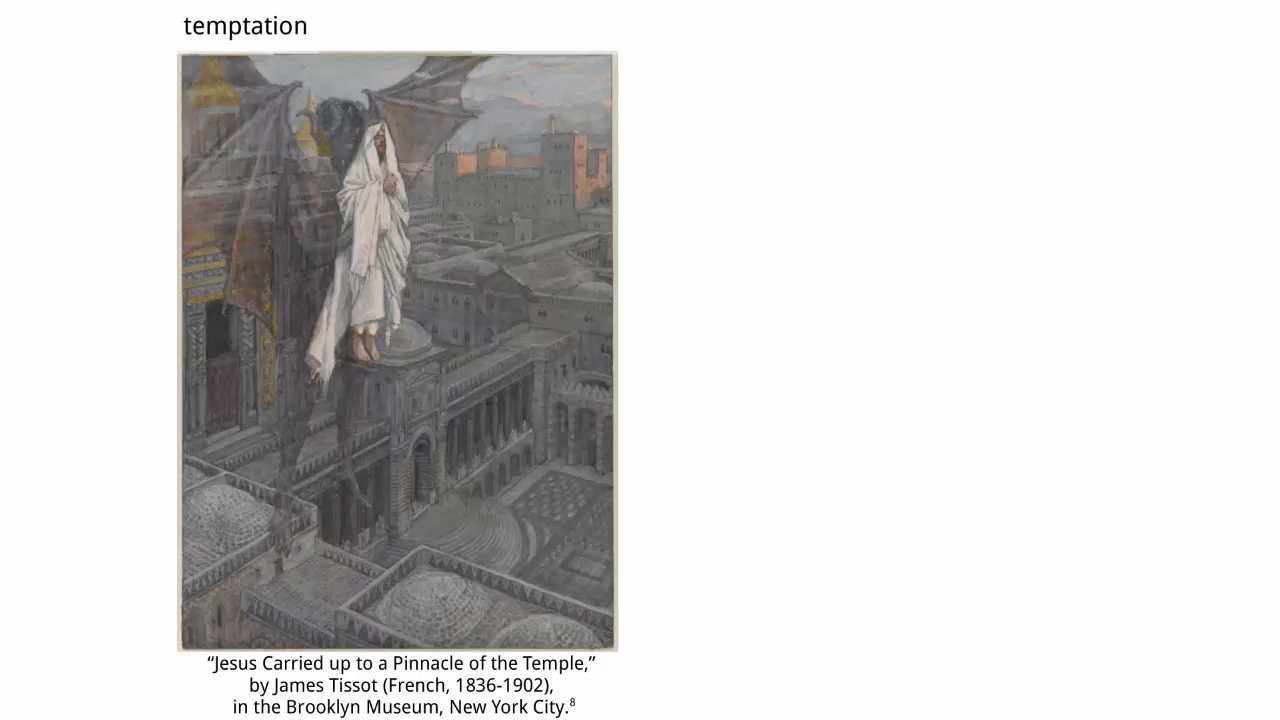 temptation
“Jesus Carried up to a Pinnacle of the Temple,”
by James Tissot (French, 1836-1902),
in the Brooklyn Museum, New York City.⁸